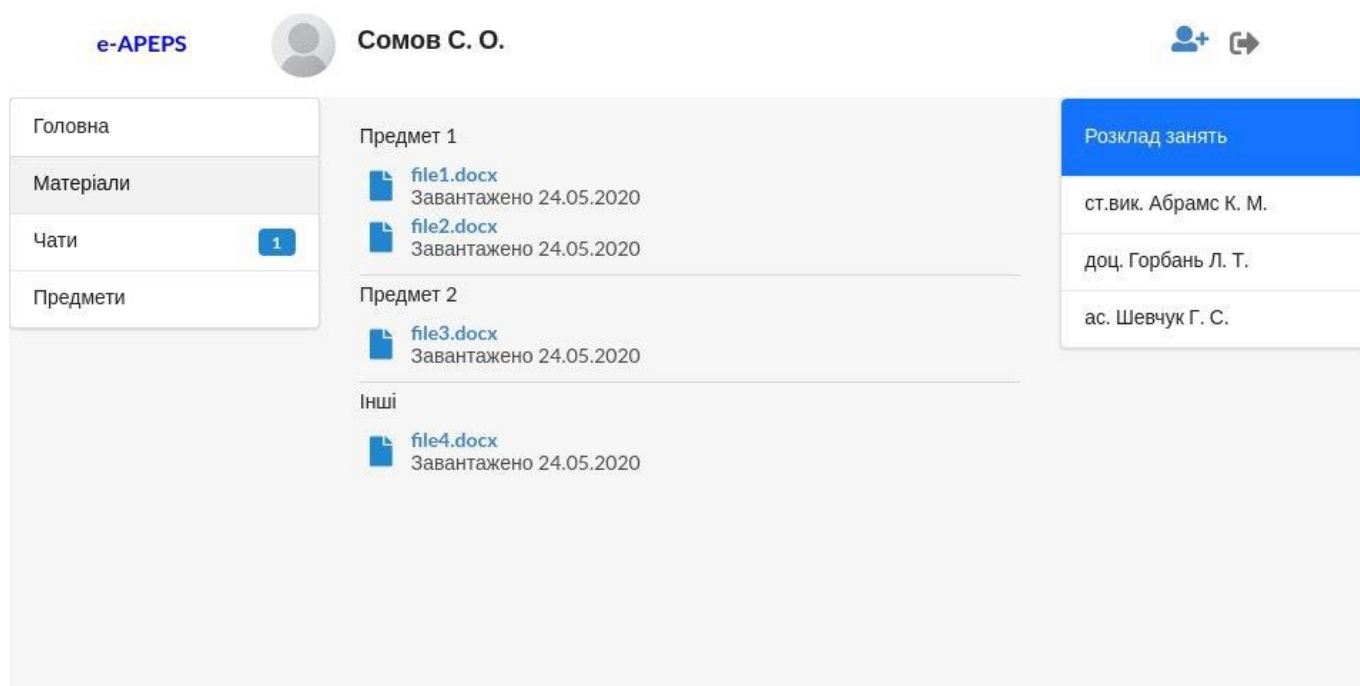 e-APEPS
Сомов С. О.
Головна
Матеріали
Чати
1
Предмети
Предмет 1
file1.docx
Завантажено 24.05.2020
file2.docx
Завантажено 24.05.2020
Предмет 2
file3.docx
Завантажено 24.05.2020
Інші
file4.docx
Завантажено 24.05.2020
Розклад занять
ст.вик. Абрамс К. М.
доц. Горбань Л. Т.
ас. Шевчук Г. С.